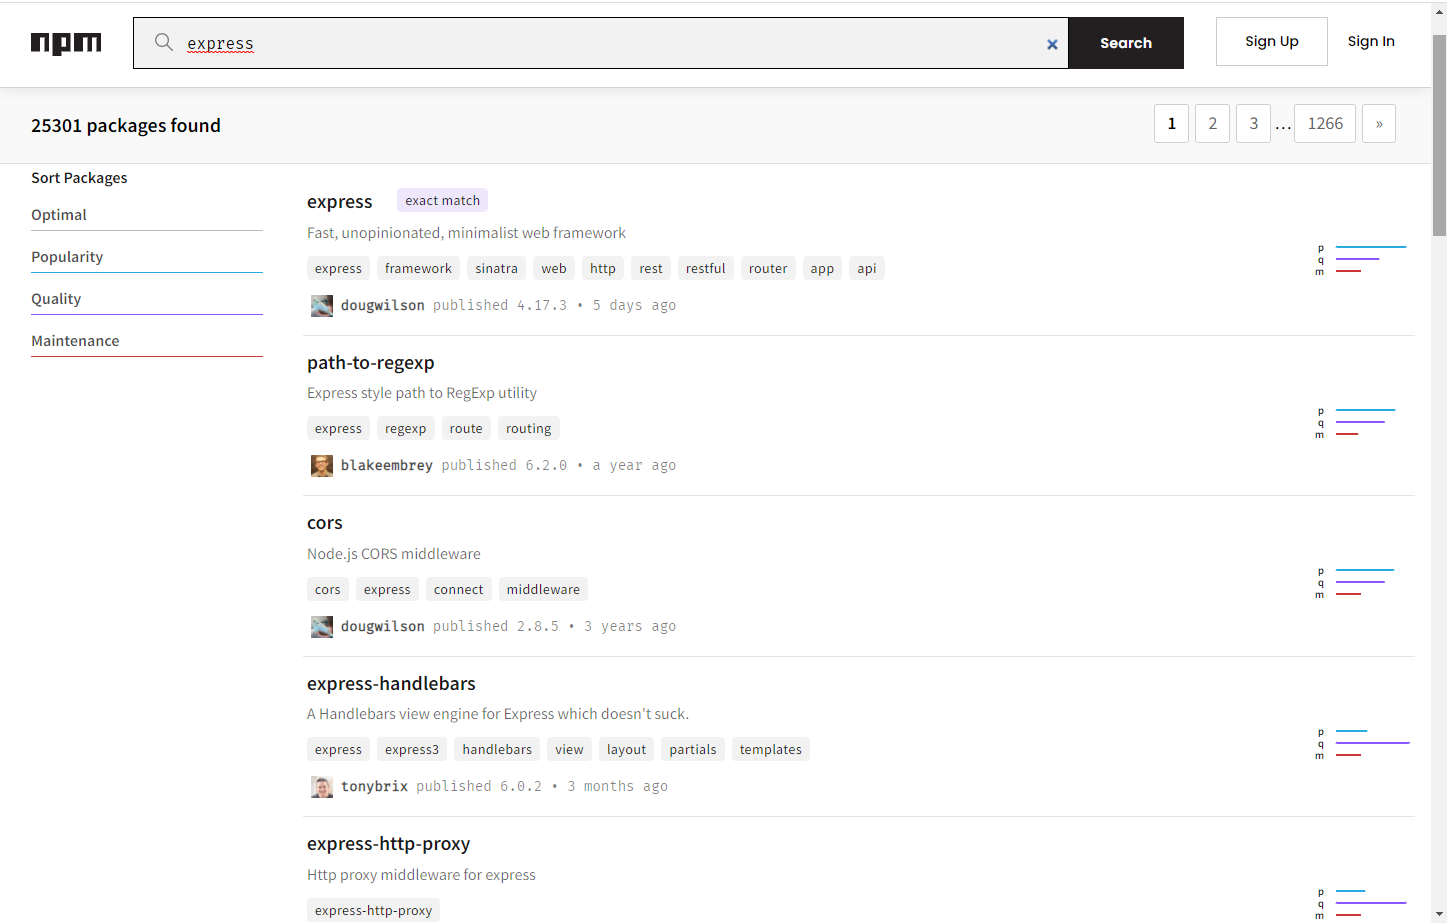 npm
express
×
Search
Sign Up
Sign In
25301 packages found
1 2 3 ... 1266 »
Sort Packages
Optimal
Popularity
Quality
Maintenance
express exact match
Fast, unopinionated, minimalist web framework
express framework sinatra web http rest restful router app api
dougwilson published 4.17.3 • 5 days ago
p
q
m
path-to-regexp
Express style path to RegExp utility
express regexp route routing
blakeembrey published 6.2.0 • a year ago
p
q
m
cors
Node.js CORS middleware
cors express connect middleware
dougwilson published 2.8.5 • 3 years ago
p
q
m
express-handlebars
A Handlebars view engine for Express which doesn't suck.
express express3 handlebars view layout partials templates
tonybrix published 6.0.2 • 3 months ago
p
q
m
express-http-proxy
Http proxy middleware for express
express-http-proxy
p
q
m